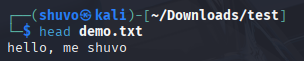 ┌──(shuvo㉿kali)-[~/Downloads/test]
└─$ head demo.txt
hello, me shuvo